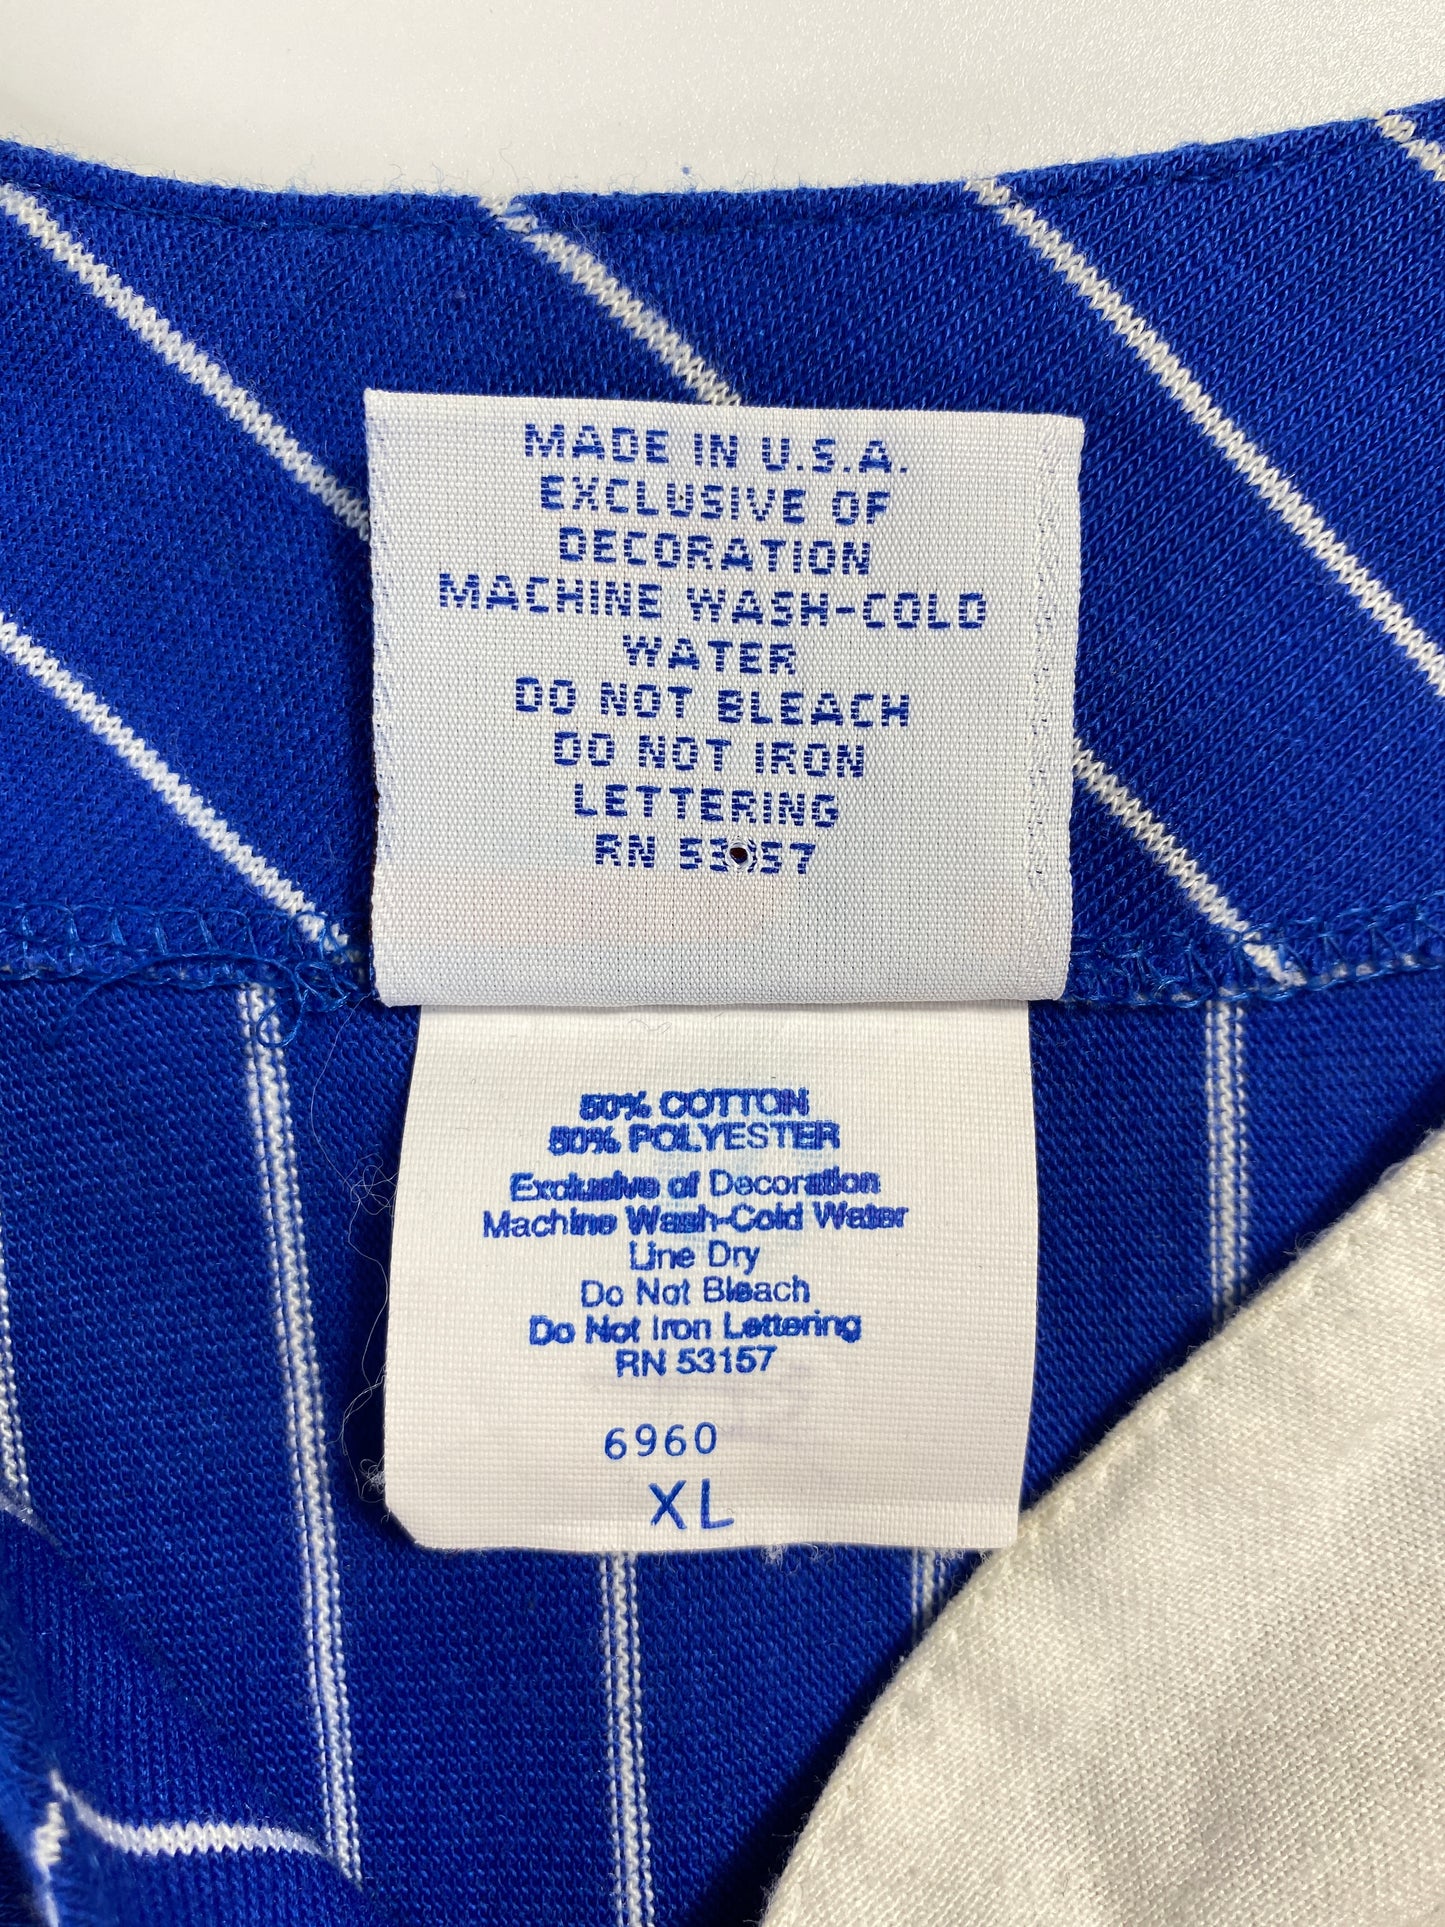 MADE IN U.S.A.
EXCLUSIVE OF
DECORATION
MACHINE WASH-COLD
WATER
DO NOT BLEACH
DO NOT IRON
LETTERING
RN 53157
50% COTTON
50% POLYESTER
Exclusive of Decoration
Machine Wash-Cold Water
Line Dry
Do Not Bleach
Do Not Iron Lettering
RN 53157
6960
XL